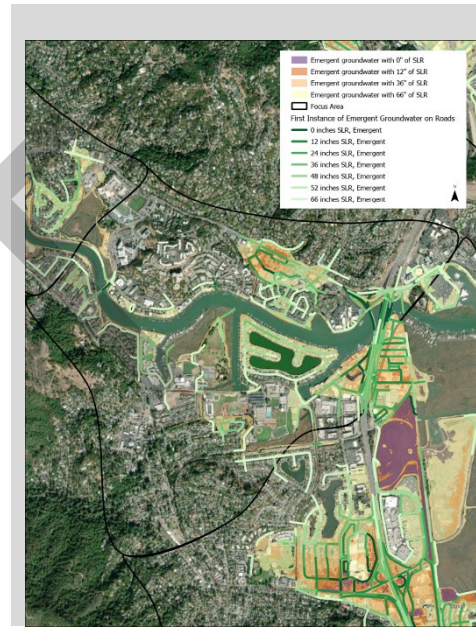 Emergent groundwater with 0" of SLR
Emergent groundwater with 12" of SLR
Emergent groundwater with 36" of SLR
Emergent groundwater with 66" of SLR
Focus Area
First Instance of Emergent Groundwater on Roads
0 inches SLR, Emergent
12 inches SLR, Emergent
24 inches SLR, Emergent
36 inches SLR, Emergent
48 inches SLR, Emergent
52 inches SLR, Emergent
66 inches SLR, Emergent
N